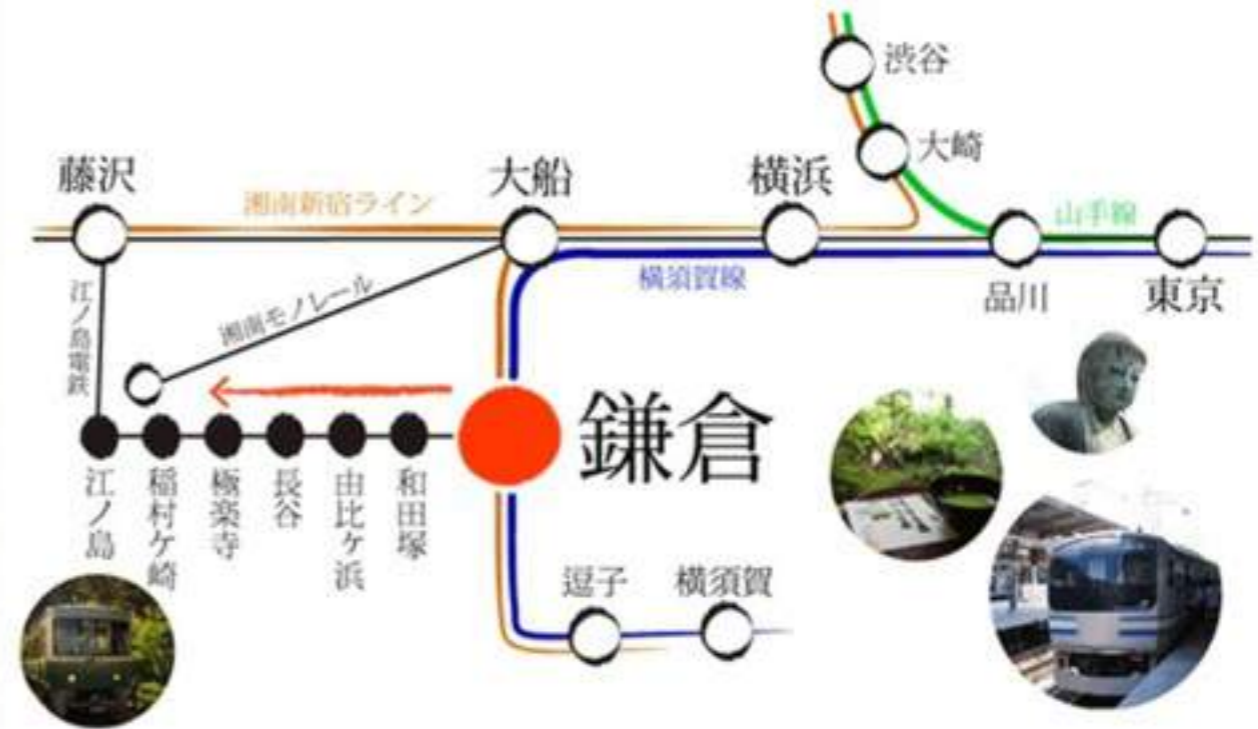 渋谷
大崎
藤沢
大船
横浜
湘南新宿ライン
山手線
横須賀線
品川
東京
江ノ島電鉄
湘南モノレール
鎌倉
江ノ島
稲村ケ崎
極楽寺
長谷
由比ヶ浜
和田塚
逗子
横須賀